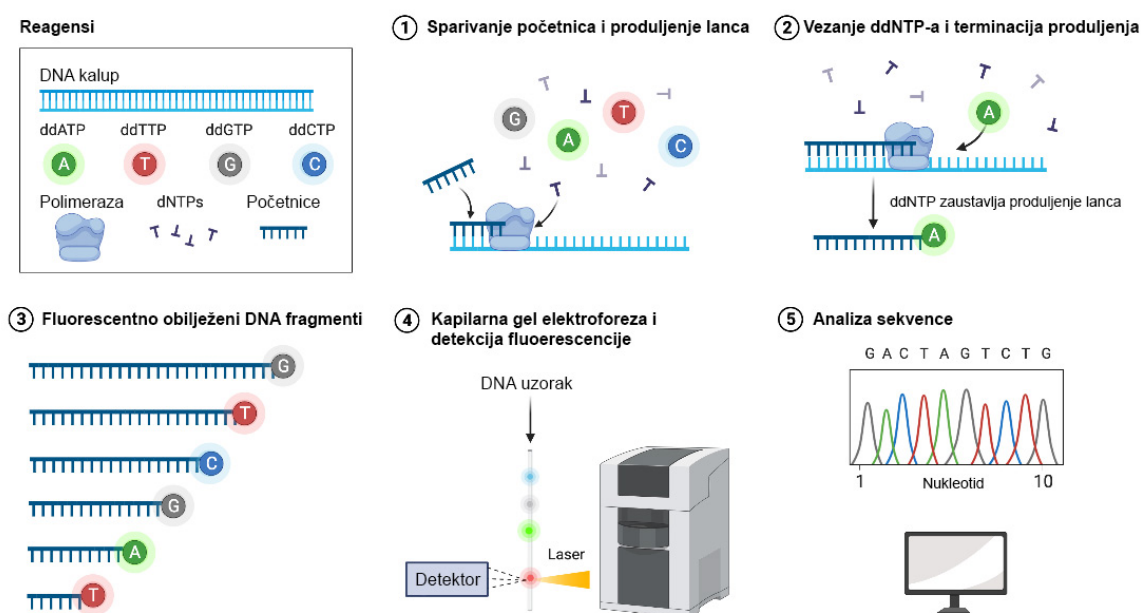 Reagensi
DNA kalup
ddATP ddTTP ddGTP ddCTP
A T G C
Polimeraza dNTPs Početnice
1 Sparivanje početnica i produljenje lanca
G T A C
2 Vezanje ddNTP-a i terminacija produljenja
A
ddNTP zaustavlja produljenje lanca
A
3 Fluorescentno obilježeni DNA fragmenti
G
T
C
G
A
T
4 Kapilarna gel elektroforeza i
detekcija fluoerescencije
DNA uzorak
Laser
Detektor
5 Analiza sekvence
G A C T A G T C T G
1 Nukleotid 10